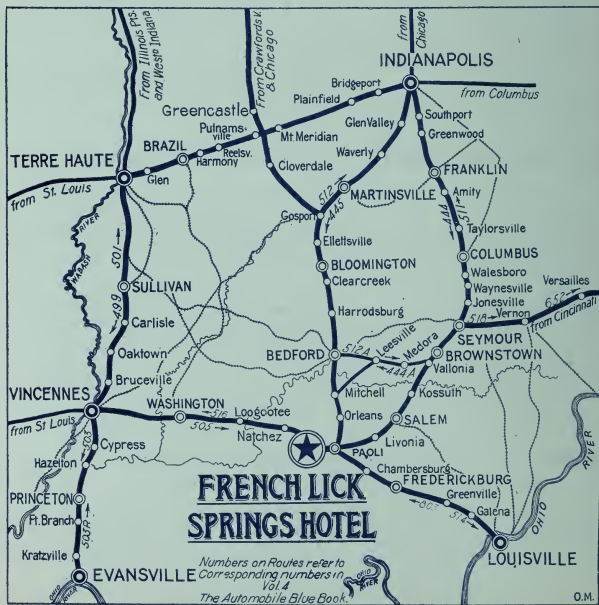 from Illinois Pts.
and West'n Indiana
From Crawfordsv.
& Chicago
from
Chicago
INDIANAPOLIS
from Columbus
Bridgeport
Plainfield
Greencastle
Putnams-
ville
Mt. Meridian
Glen Valley
Southport
Greenwood
BRAZIL
Reelsv.
Harmony
Waverly
TERRE HAUTE
Glen
Cloverdale
FRANKLIN
from St. Louis
512
MARTINSVILLE
Amity
445
444
511
Gosport
Taylorsville
WABASH
RIVER
501
Ellettsville
COLUMBUS
BLOOMINGTON
Walesboro
SULLIVAN
Clearcreek
Waynesville
Versailles
499
Jonesville
518
Vernon
652
from Cincinnati
Carlisle
Harrodsburg
SEYMOUR
Oaktown
BEDFORD
512A
Leesville
Medora
BROWNSTOWN
444A
Vallonia
Bruceville
Mitchell
Kossuth
VINCENNES
WASHINGTON
516
Loogootee
Orleans
SALEM
from St Louis
505
Natchez
Livonia
503
Cypress
PAOLI
Hazelton
Chambersburg
RIVER
FRENCH LICK
SPRINGS HOTEL
FREDERICKBURG
PRINCETON
Greenville
OHIO
Ft. Branch
803
514
Galena
503R
Kratzville
LOUISVILLE
EVANSVILLE
Numbers on Routes refer to
Corresponding numbers in
Vol. 4
The Automobile Blue Book.
OHIO
RIVER
OHIO
RIVER
O.M.